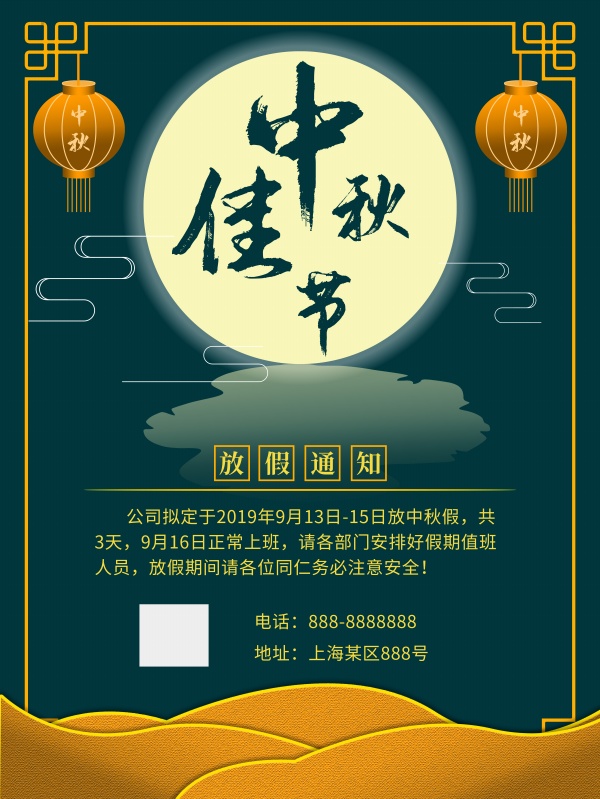 中秋
佳节
中秋
中秋
放假通知
公司拟定于2019年9月13日-15日放中秋假，共
3天，9月16日正常上班，请各部门安排好假期值班
人员，放假期间请各位同仁务必注意安全！
电话：888-8888888
地址：上海某区888号